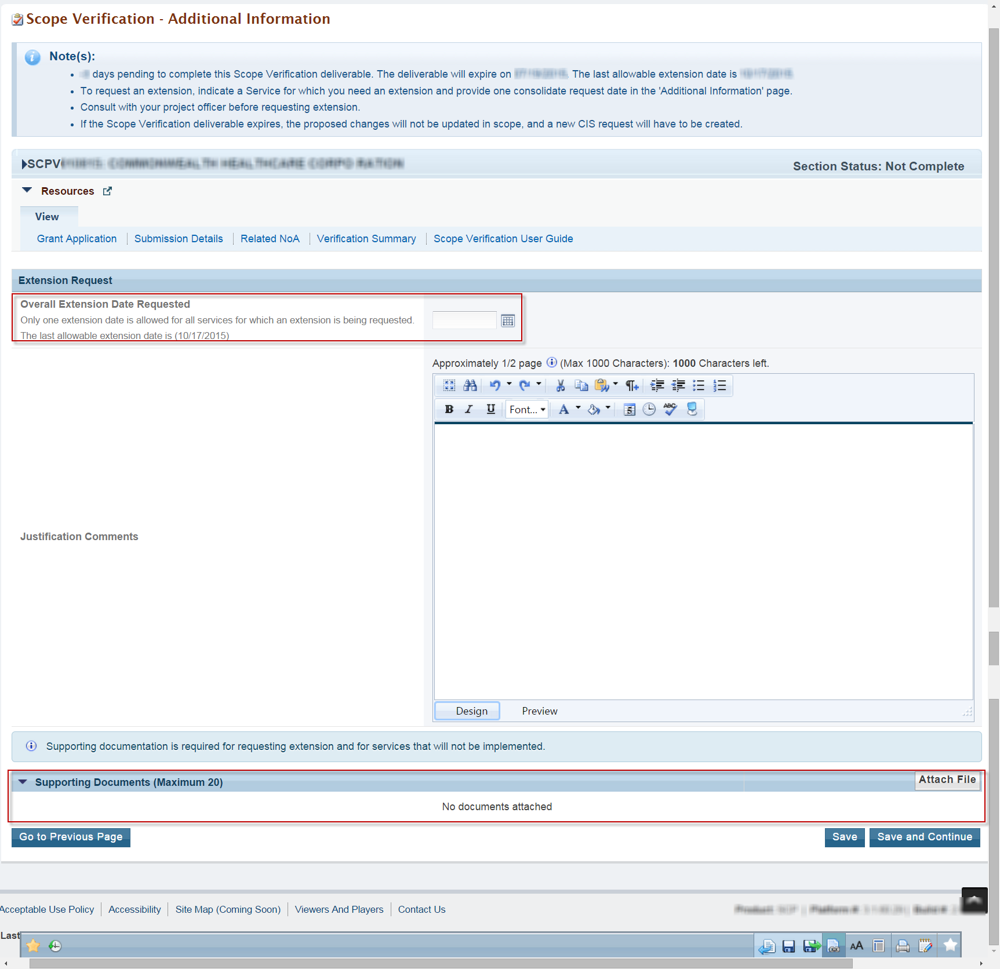 Scope Verification - Additional Information
Note(s):
days pending to complete this Scope Verification deliverable. The deliverable will expire on . The last allowable extension date is
To request an extension, indicate a Service for which you need an extension and provide one consolidate request date in the 'Additional Information' page.
Consult with your project officer before requesting extension.
If the Scope Verification deliverable expires, the proposed changes will not be updated in scope, and a new CIS request will have to be created.
SCPV
Section Status: Not Complete
Resources
View
Grant Application Submission Details Related NoA Verification Summary Scope Verification User Guide
Extension Request
Overall Extension Date Requested
Only one extension date is allowed for all services for which an extension is being requested.
The last allowable extension date is (10/17/2015)
Approximately 1/2 page (Max 1000 Characters): 1000 Characters left.
B I U Font... A ABC
Justification Comments
Design Preview
Supporting documentation is required for requesting extension and for services that will not be implemented.
Supporting Documents (Maximum 20) Attach File
No documents attached
Go to Previous Page Save Save and Continue
Acceptable Use Policy Accessibility Site Map (Coming Soon) Viewers And Players Contact Us
Last
AA